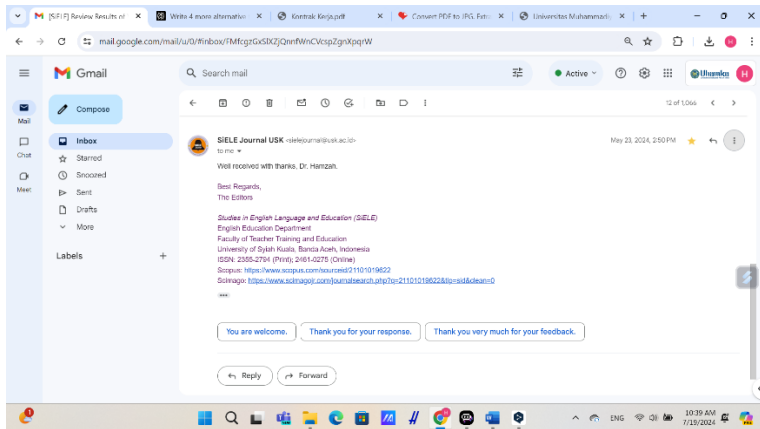 [SiELE] Review Results of
Write 4 more alternative
Kontrak Kerja.pdf
Convert PDF to JPG. Extra
Universitas Muhammadi
mail.google.com/mail/u/0/#inbox/FMfcgzGxSlXZjQnnfWnCVcspZgnXpqrW
Gmail
Search mail
Active
Uhamka
H
Compose
12 of 1,066
Mail
Chat
Meet
Inbox
Starred
Snoozed
Sent
Drafts
More
Labels
SiELE Journal USK <sielejournal@usk.ac.id>
May 23, 2024, 2:50 PM
to me
Well received with thanks, Dr. Hamzah.
Best Regards,
The Editors
Studies in English Language and Education (SiELE)
English Education Department
Faculty of Teacher Training and Education
University of Syiah Kuala, Banda Aceh, Indonesia
ISSN: 2355-2794 (Print); 2461-0275 (Online)
Scopus: https://www.scopus.com/sourceid/21101019622
Scimago: https://www.scimagojr.com/journalsearch.php?q=21101019622&tip=sid&clean=0
You are welcome.
Thank you for your response.
Thank you very much for your feedback.
Reply
Forward
ENG
10:39 AM
7/19/2024